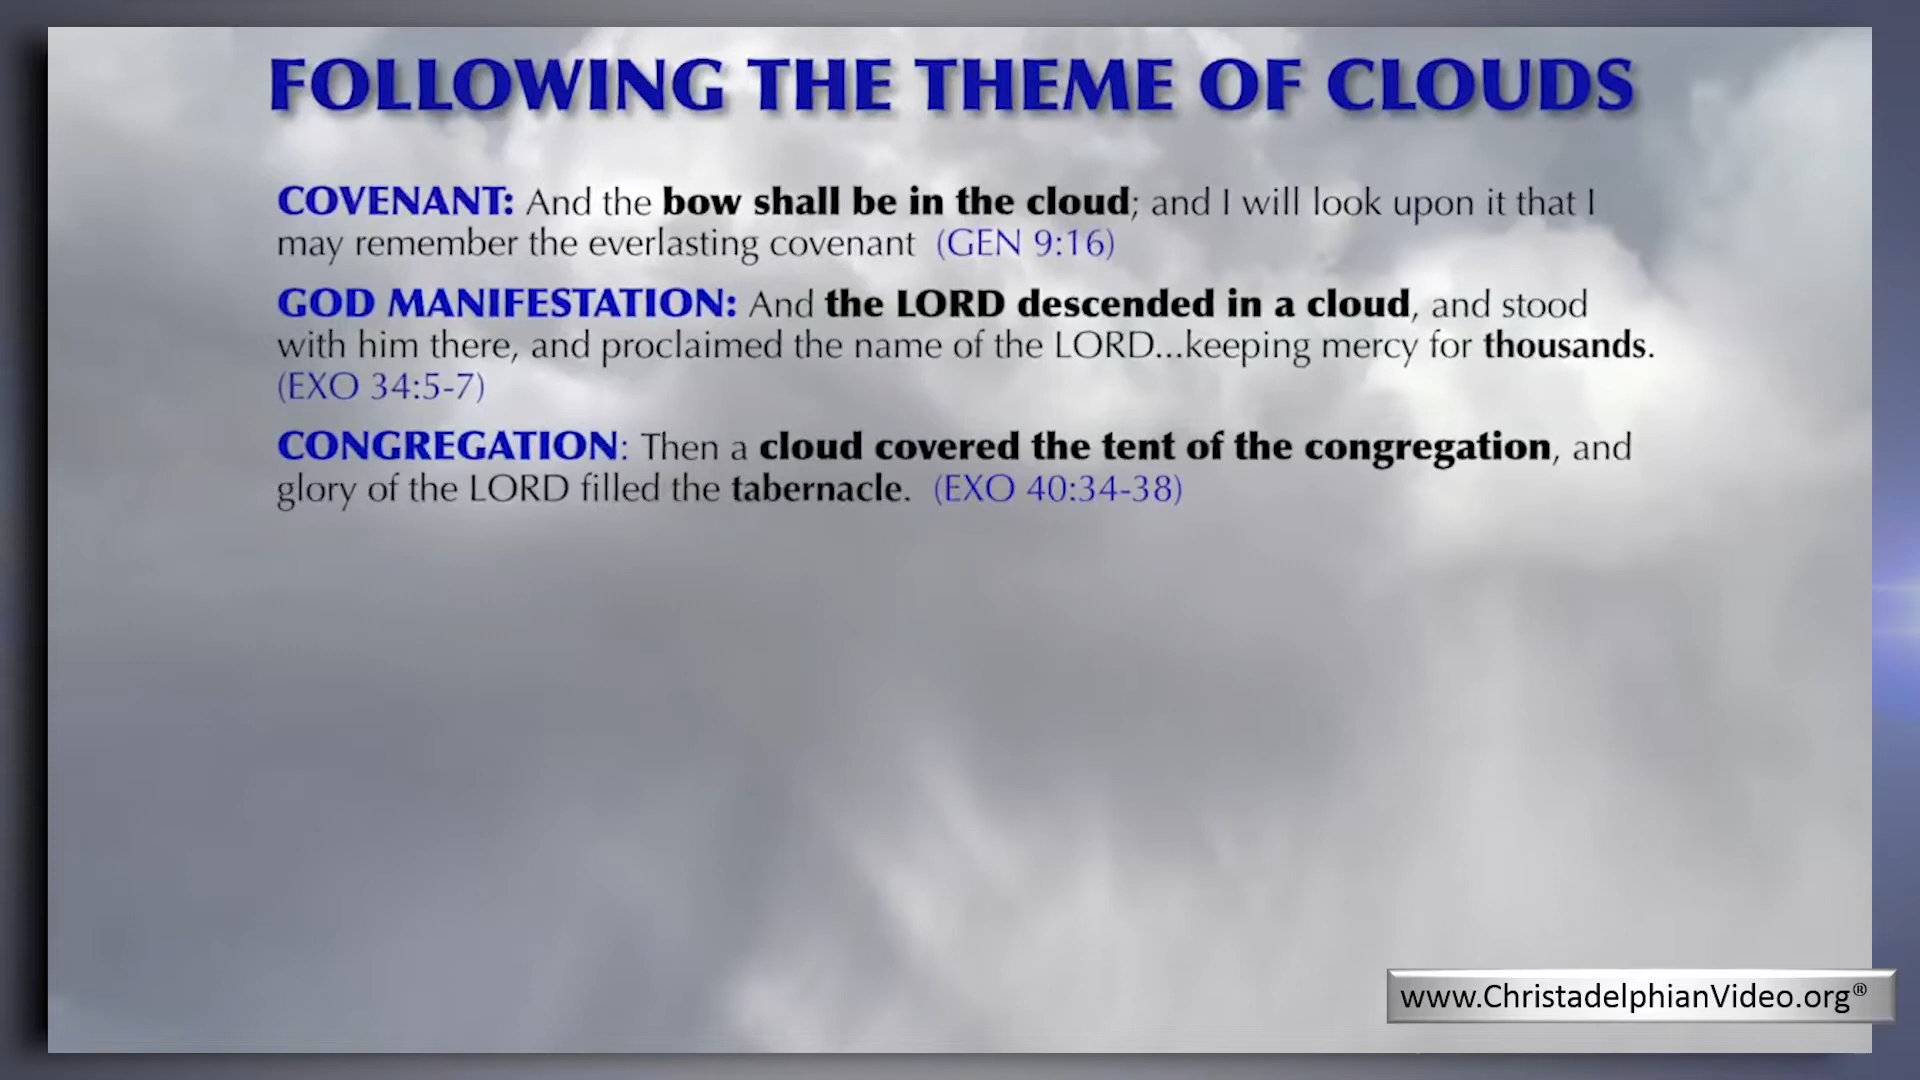 FOLLOWING THE THEME OF CLOUDS
COVENANT: And the bow shall be in the cloud; and I will look upon it that I
may remember the everlasting covenant (GEN 9:16)
GOD MANIFESTATION: And the LORD descended in a cloud, and stood
with him there, and proclaimed the name of the LORD...keeping mercy for thousands.
(EXO 34:5-7)
CONGREGATION: Then a cloud covered the tent of the congregation, and
glory of the LORD filled the tabernacle. (EXO 40:34-38)
www.ChristadelphianVideo.org®